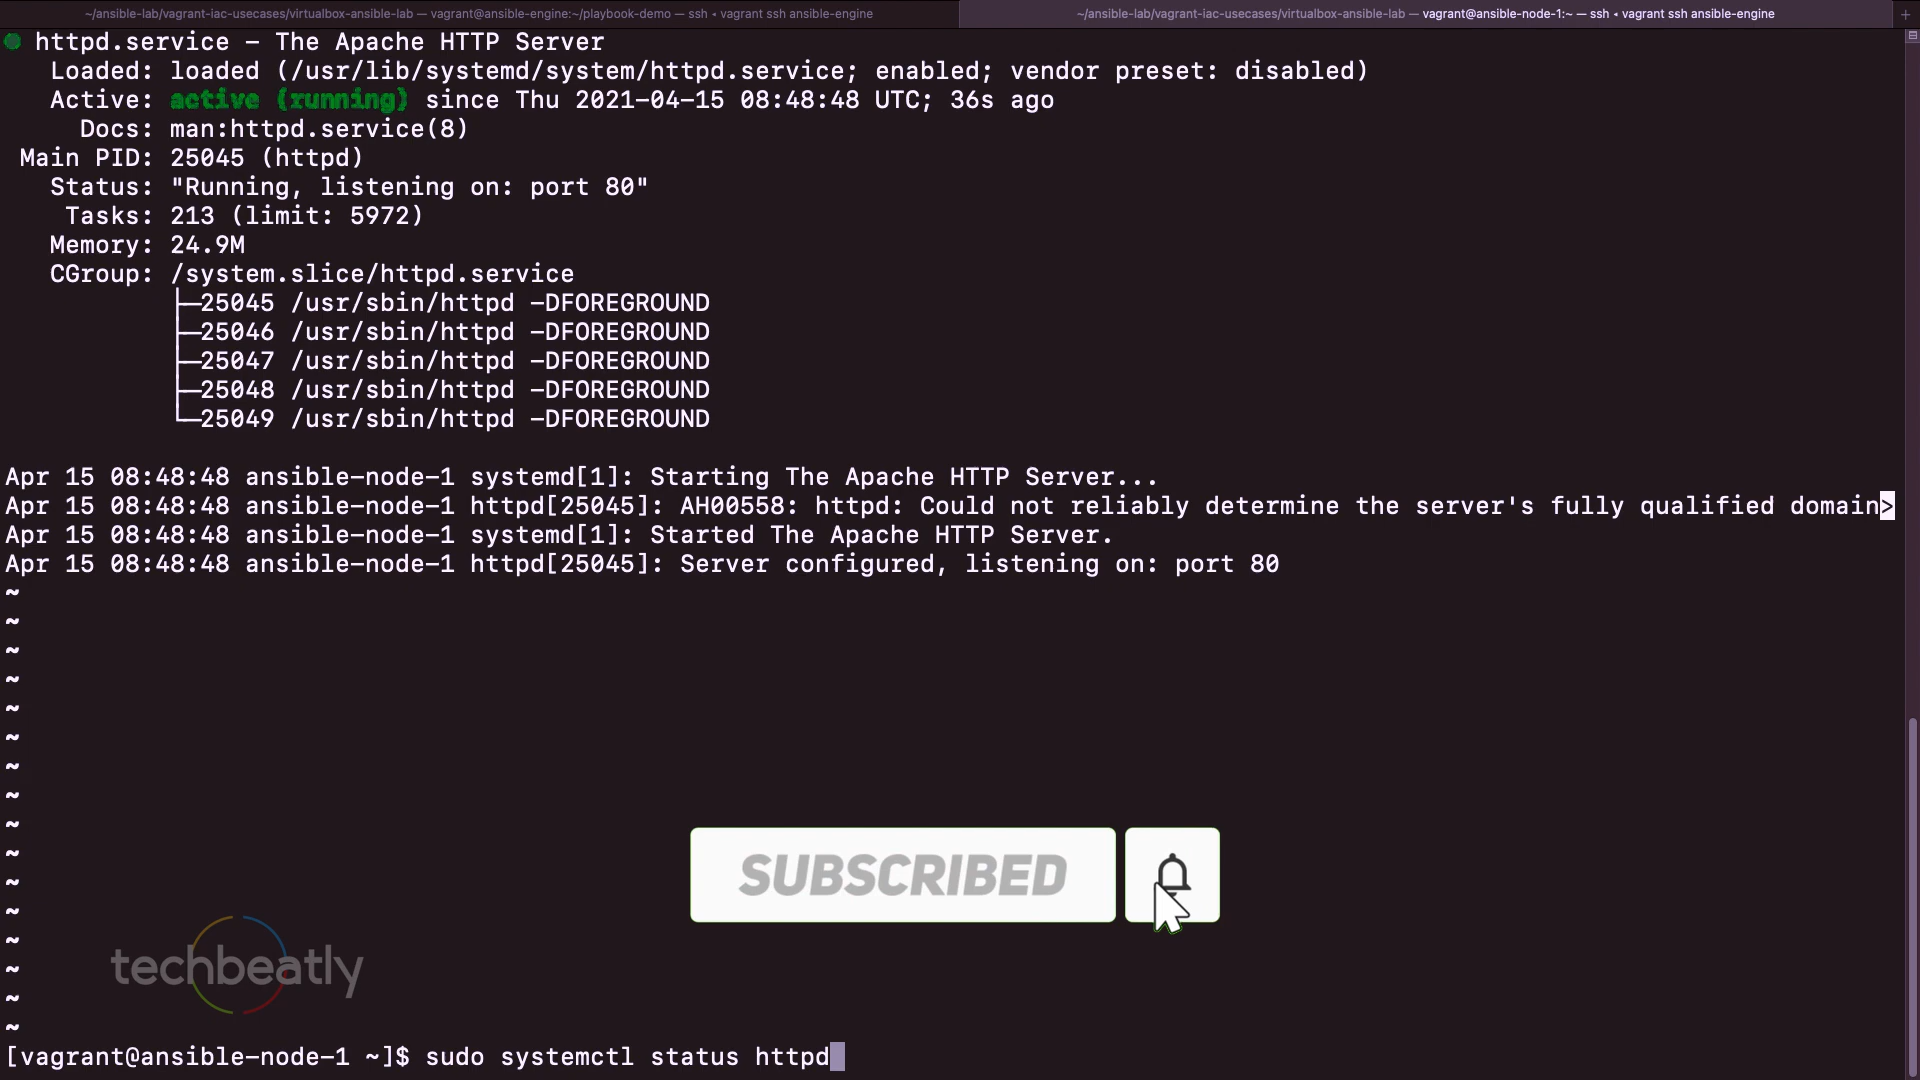 ~/ansible-lab/vagrant-iac-usecases/virtualbox-ansible-lab — vagrant@ansible-engine:~/playbook-demo — ssh ◂ vagrant ssh ansible-engine
~/ansible-lab/vagrant-iac-usecases/virtualbox-ansible-lab — vagrant@ansible-node-1:~ — ssh ◂ vagrant ssh ansible-engine
● httpd.service – The Apache HTTP Server
Loaded: loaded (/usr/lib/systemd/system/httpd.service; enabled; vendor preset: disabled)
Active: active (running) since Thu 2021-04-15 08:48:48 UTC; 36s ago
Docs: man:httpd.service(8)
Main PID: 25045 (httpd)
Status: "Running, listening on: port 80"
Tasks: 213 (limit: 5972)
Memory: 24.9M
CGroup: /system.slice/httpd.service
├─25045 /usr/sbin/httpd -DFOREGROUND
├─25046 /usr/sbin/httpd -DFOREGROUND
├─25047 /usr/sbin/httpd -DFOREGROUND
├─25048 /usr/sbin/httpd -DFOREGROUND
└─25049 /usr/sbin/httpd -DFOREGROUND
Apr 15 08:48:48 ansible-node-1 systemd[1]: Starting The Apache HTTP Server...
Apr 15 08:48:48 ansible-node-1 httpd[25045]: AH00558: httpd: Could not reliably determine the server's fully qualified domain>
Apr 15 08:48:48 ansible-node-1 systemd[1]: Started The Apache HTTP Server.
Apr 15 08:48:48 ansible-node-1 httpd[25045]: Server configured, listening on: port 80
~
~
~
~
~
~
~
~
~
SUBSCRIBED
~
~
~
~
techbeatly
~
~
~
[vagrant@ansible-node-1 ~]$ sudo systemctl status httpd